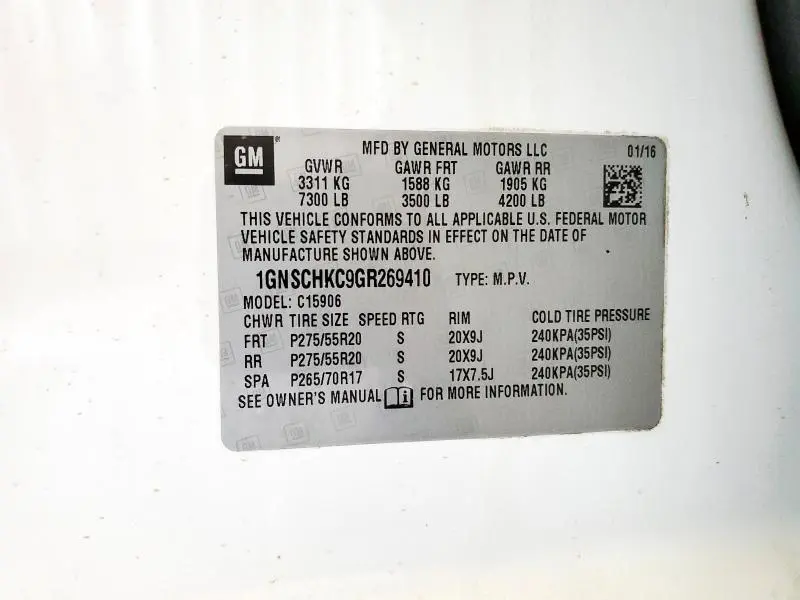 GM
MFD BY GENERAL MOTORS LLC 01/16
GVWR GAWR FRT GAWR RR
3311 KG 1588 KG 1905 KG
7300 LB 3500 LB 4200 LB
THIS VEHICLE CONFORMS TO ALL APPLICABLE U.S. FEDERAL MOTOR
VEHICLE SAFETY STANDARDS IN EFFECT ON THE DATE OF
MANUFACTURE SHOWN ABOVE.
1GNSCHKC9GR269410 TYPE: M.P.V.
MODEL: C15906
CHWR TIRE SIZE SPEED RTG RIM COLD TIRE PRESSURE
FRT P275/55R20 S 20X9J 240KPA(35PSI)
RR P275/55R20 S 20X9J 240KPA(35PSI)
SPA P265/70R17 S 17X7.5J 240KPA(35PSI)
SEE OWNER'S MANUAL FOR MORE INFORMATION.